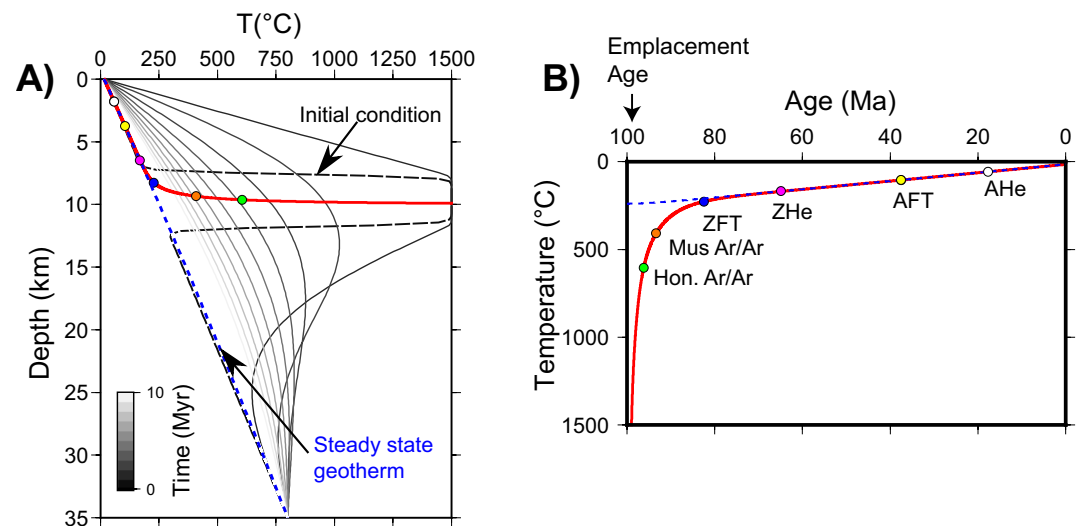 A)
T(°C)
0 250 500 750 1000 1250 1500
0
5
10
15
20
25
30
35
Depth (km)
Initial condition
Steady state
geotherm
10
0
Time (Myr)
B)
Emplacement
Age
Age (Ma)
100 80 60 40 20 0
0
500
1000
1500
Temperature (°C)
AHe
AFT
ZHe
ZFT
Mus Ar/Ar
Hon. Ar/Ar